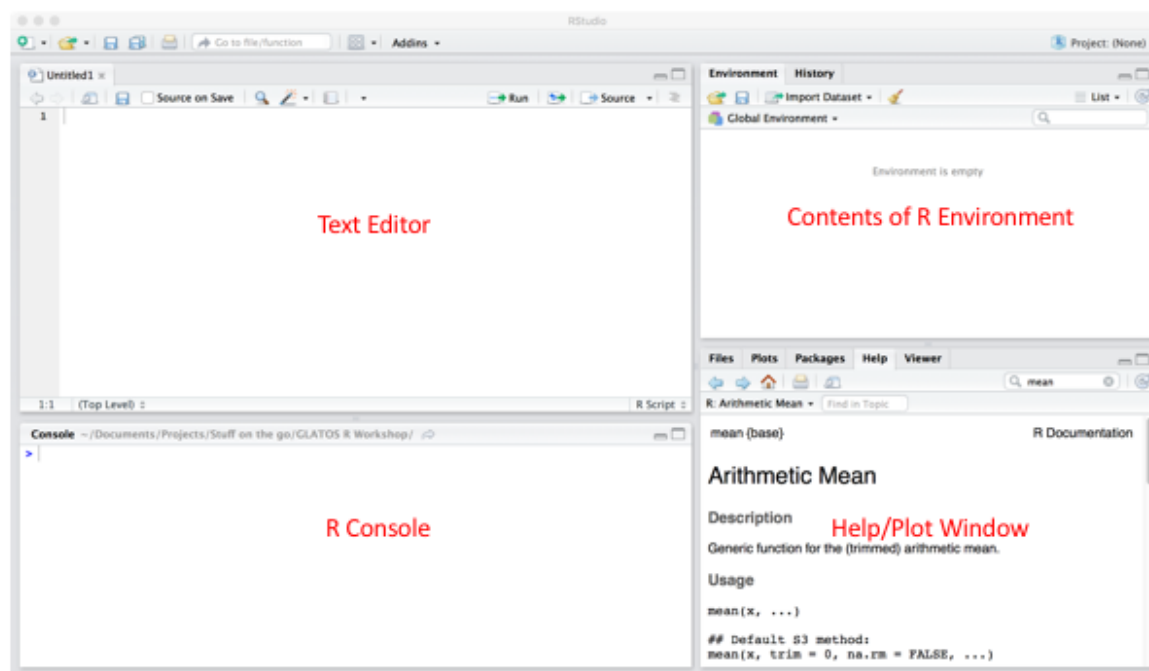 RStudio
Go to file/function Addins Project: (None)
Untitled1
Source on Save Run Source
1
Text Editor
1:1 (Top Level) R Script
Console ~/Documents/Projects/Stuff on the go/GLATOS R Workshop/
>
R Console
Environment History
Import Dataset List
Global Environment
Environment is empty
Contents of R Environment
Files Plots Packages Help Viewer
mean
R: Arithmetic Mean Find in Topic
mean {base} R Documentation
Arithmetic Mean
Description
Help/Plot Window
Generic function for the (trimmed) arithmetic mean.
Usage
mean(x, ...)
## Default S3 method:
mean(x, trim = 0, na.rm = FALSE, ...)